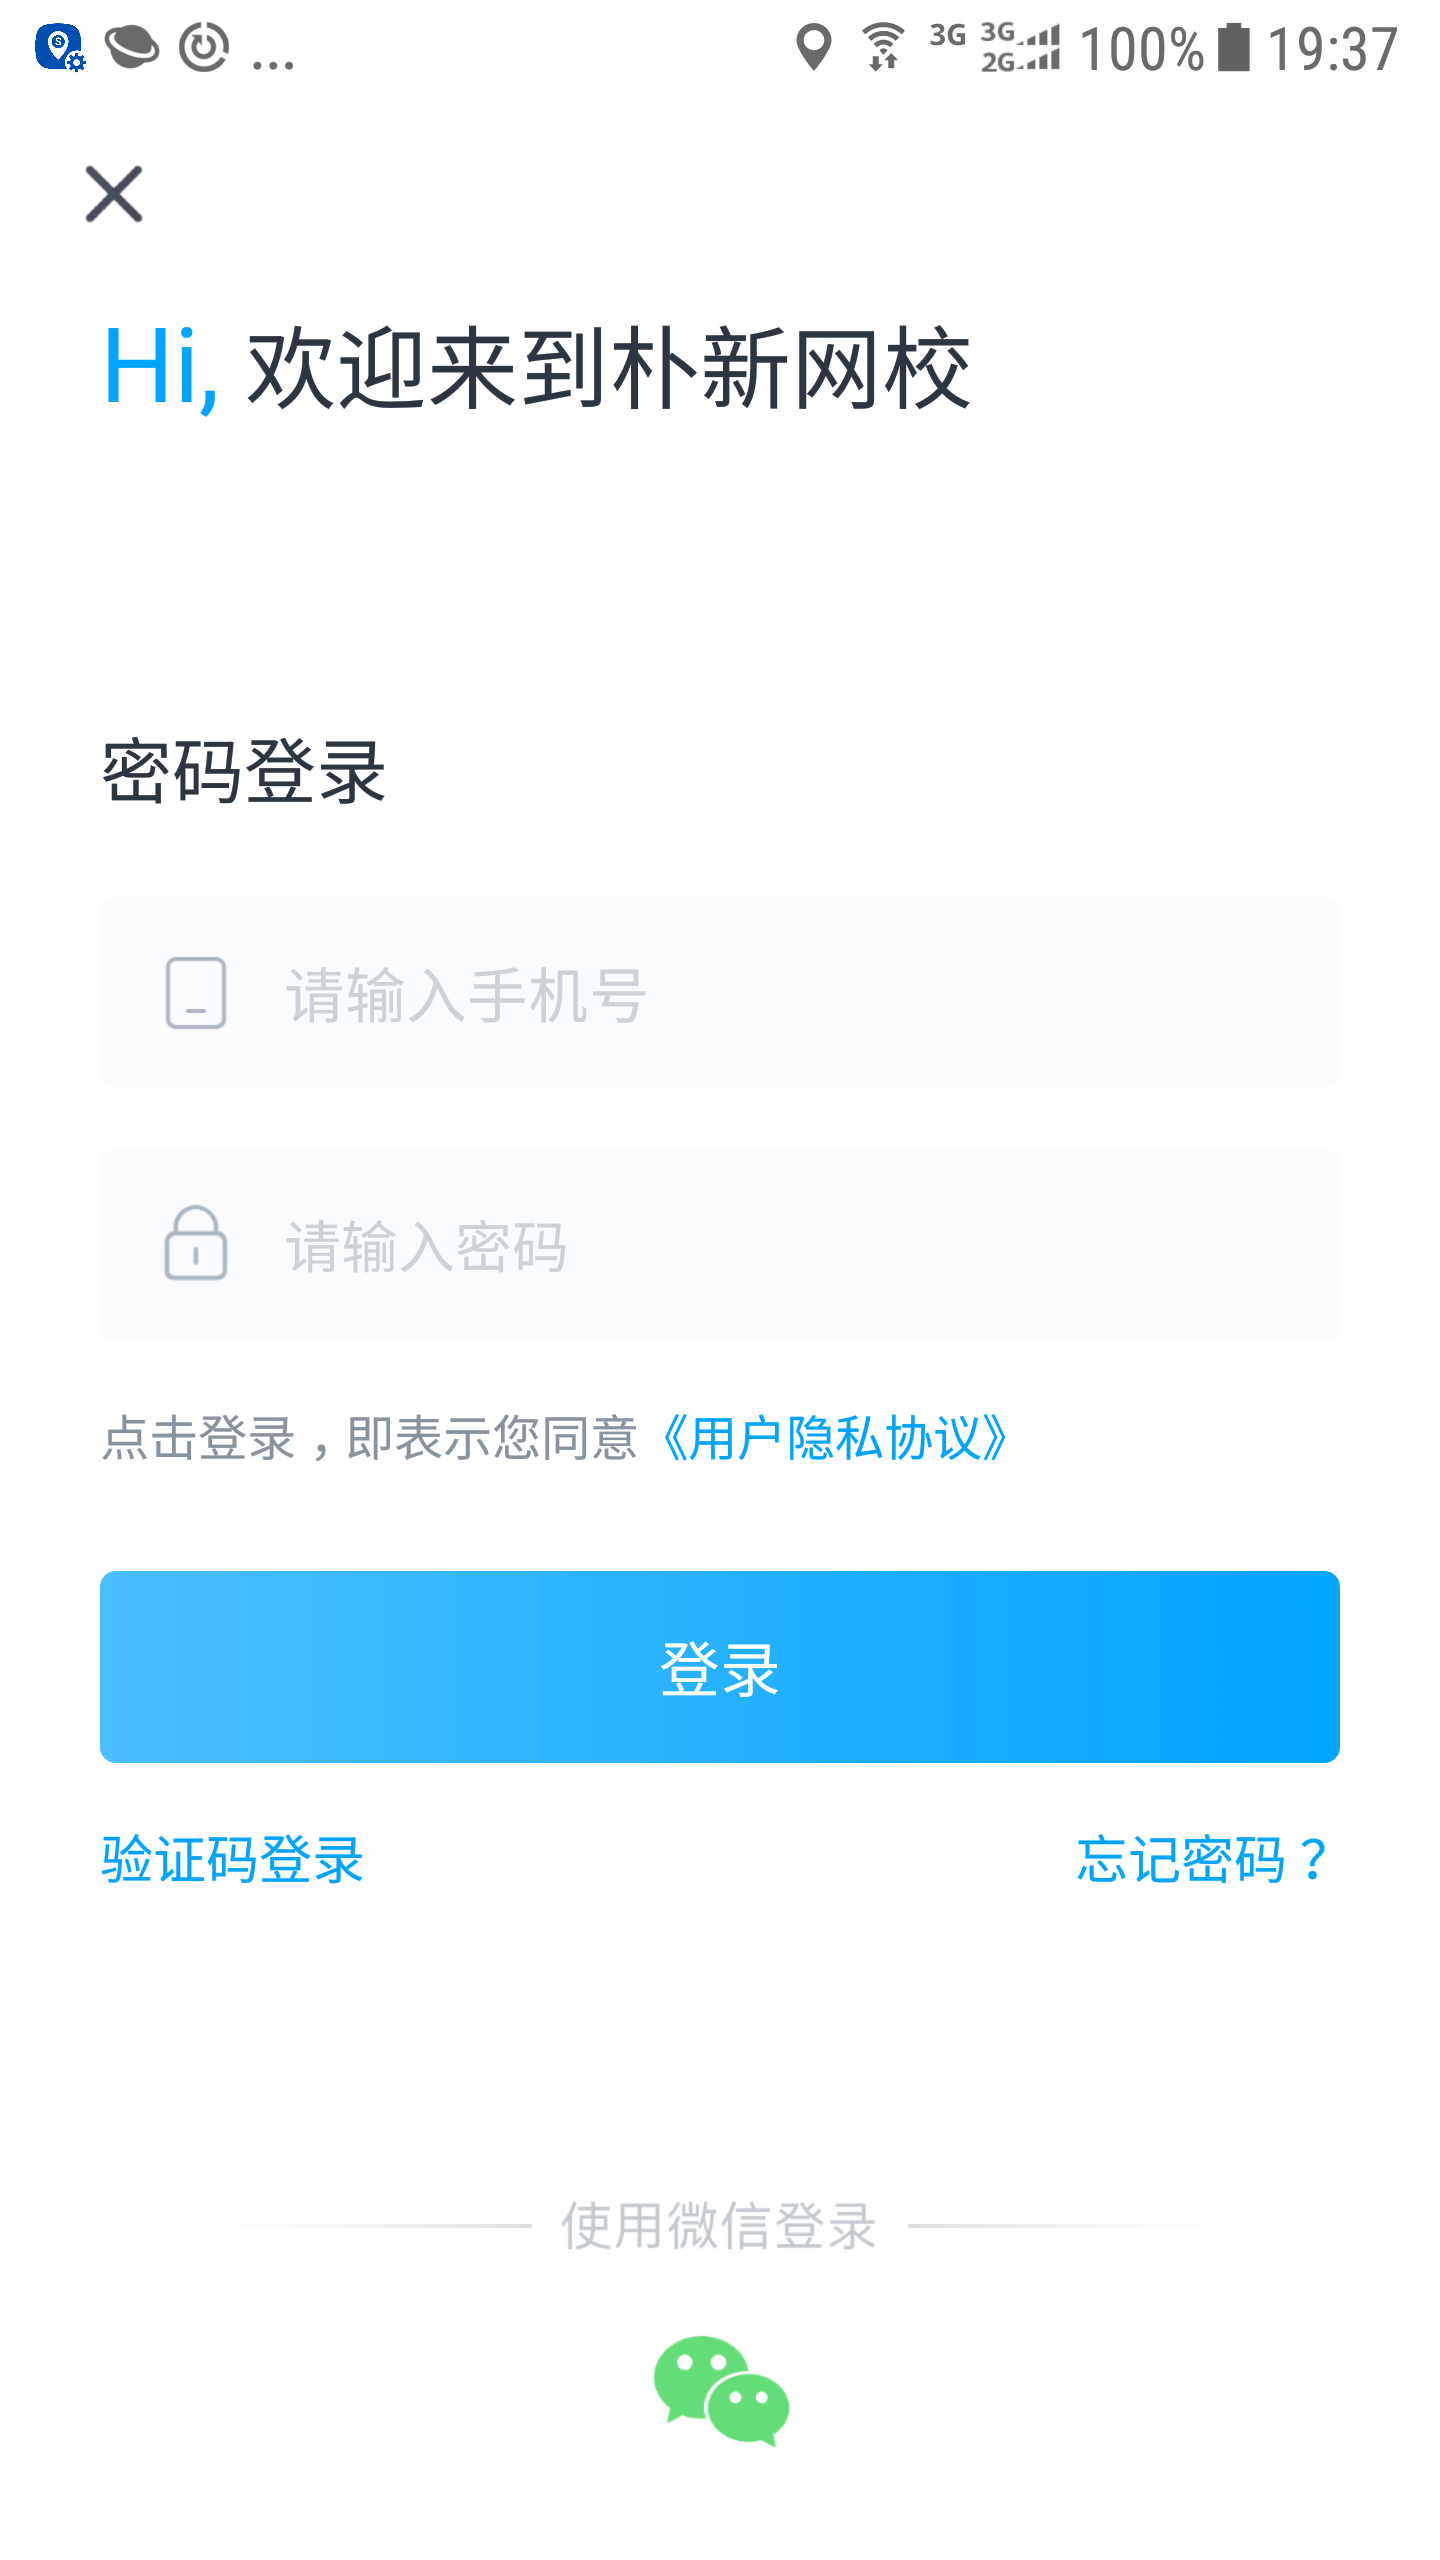 ... 3G 3G 2G 100% 19:37
Hi, 欢迎来到朴新网校
密码登录
请输入手机号
请输入密码
点击登录，即表示您同意《用户隐私协议》
登录
验证码登录 忘记密码？
使用微信登录